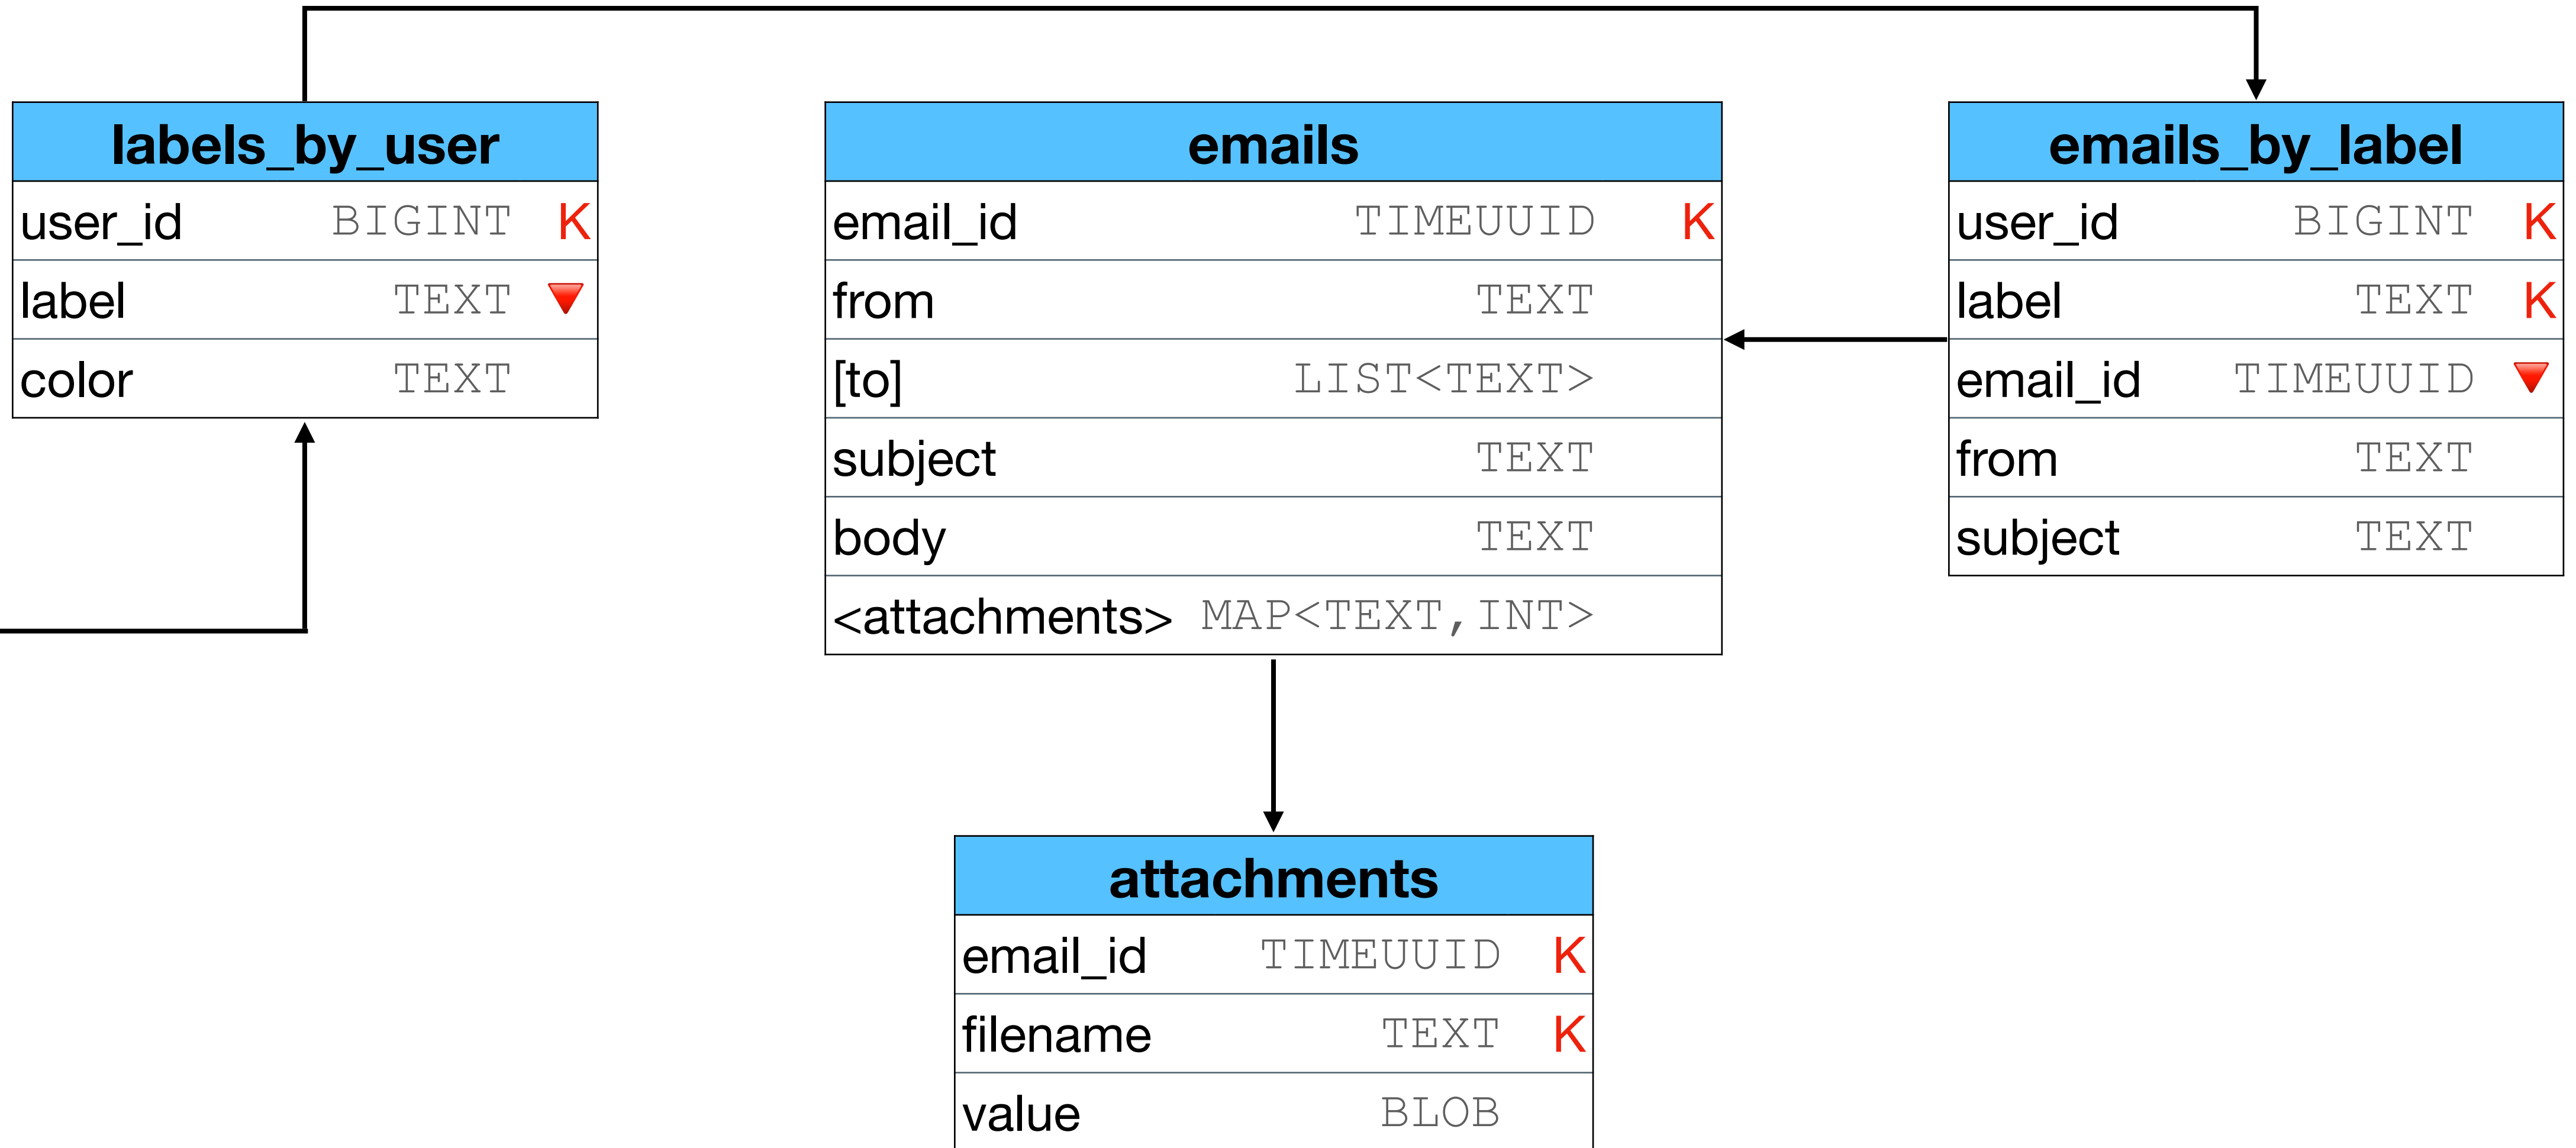 labels_by_user
user_id BIGINT K
label TEXT
color TEXT
emails
email_id TIMEUUID K
from TEXT
[to] LIST<TEXT>
subject TEXT
body TEXT
<attachments> MAP<TEXT,INT>
emails_by_label
user_id BIGINT K
label TEXT K
email_id TIMEUUID
from TEXT
subject TEXT
attachments
email_id TIMEUUID K
filename TEXT K
value BLOB